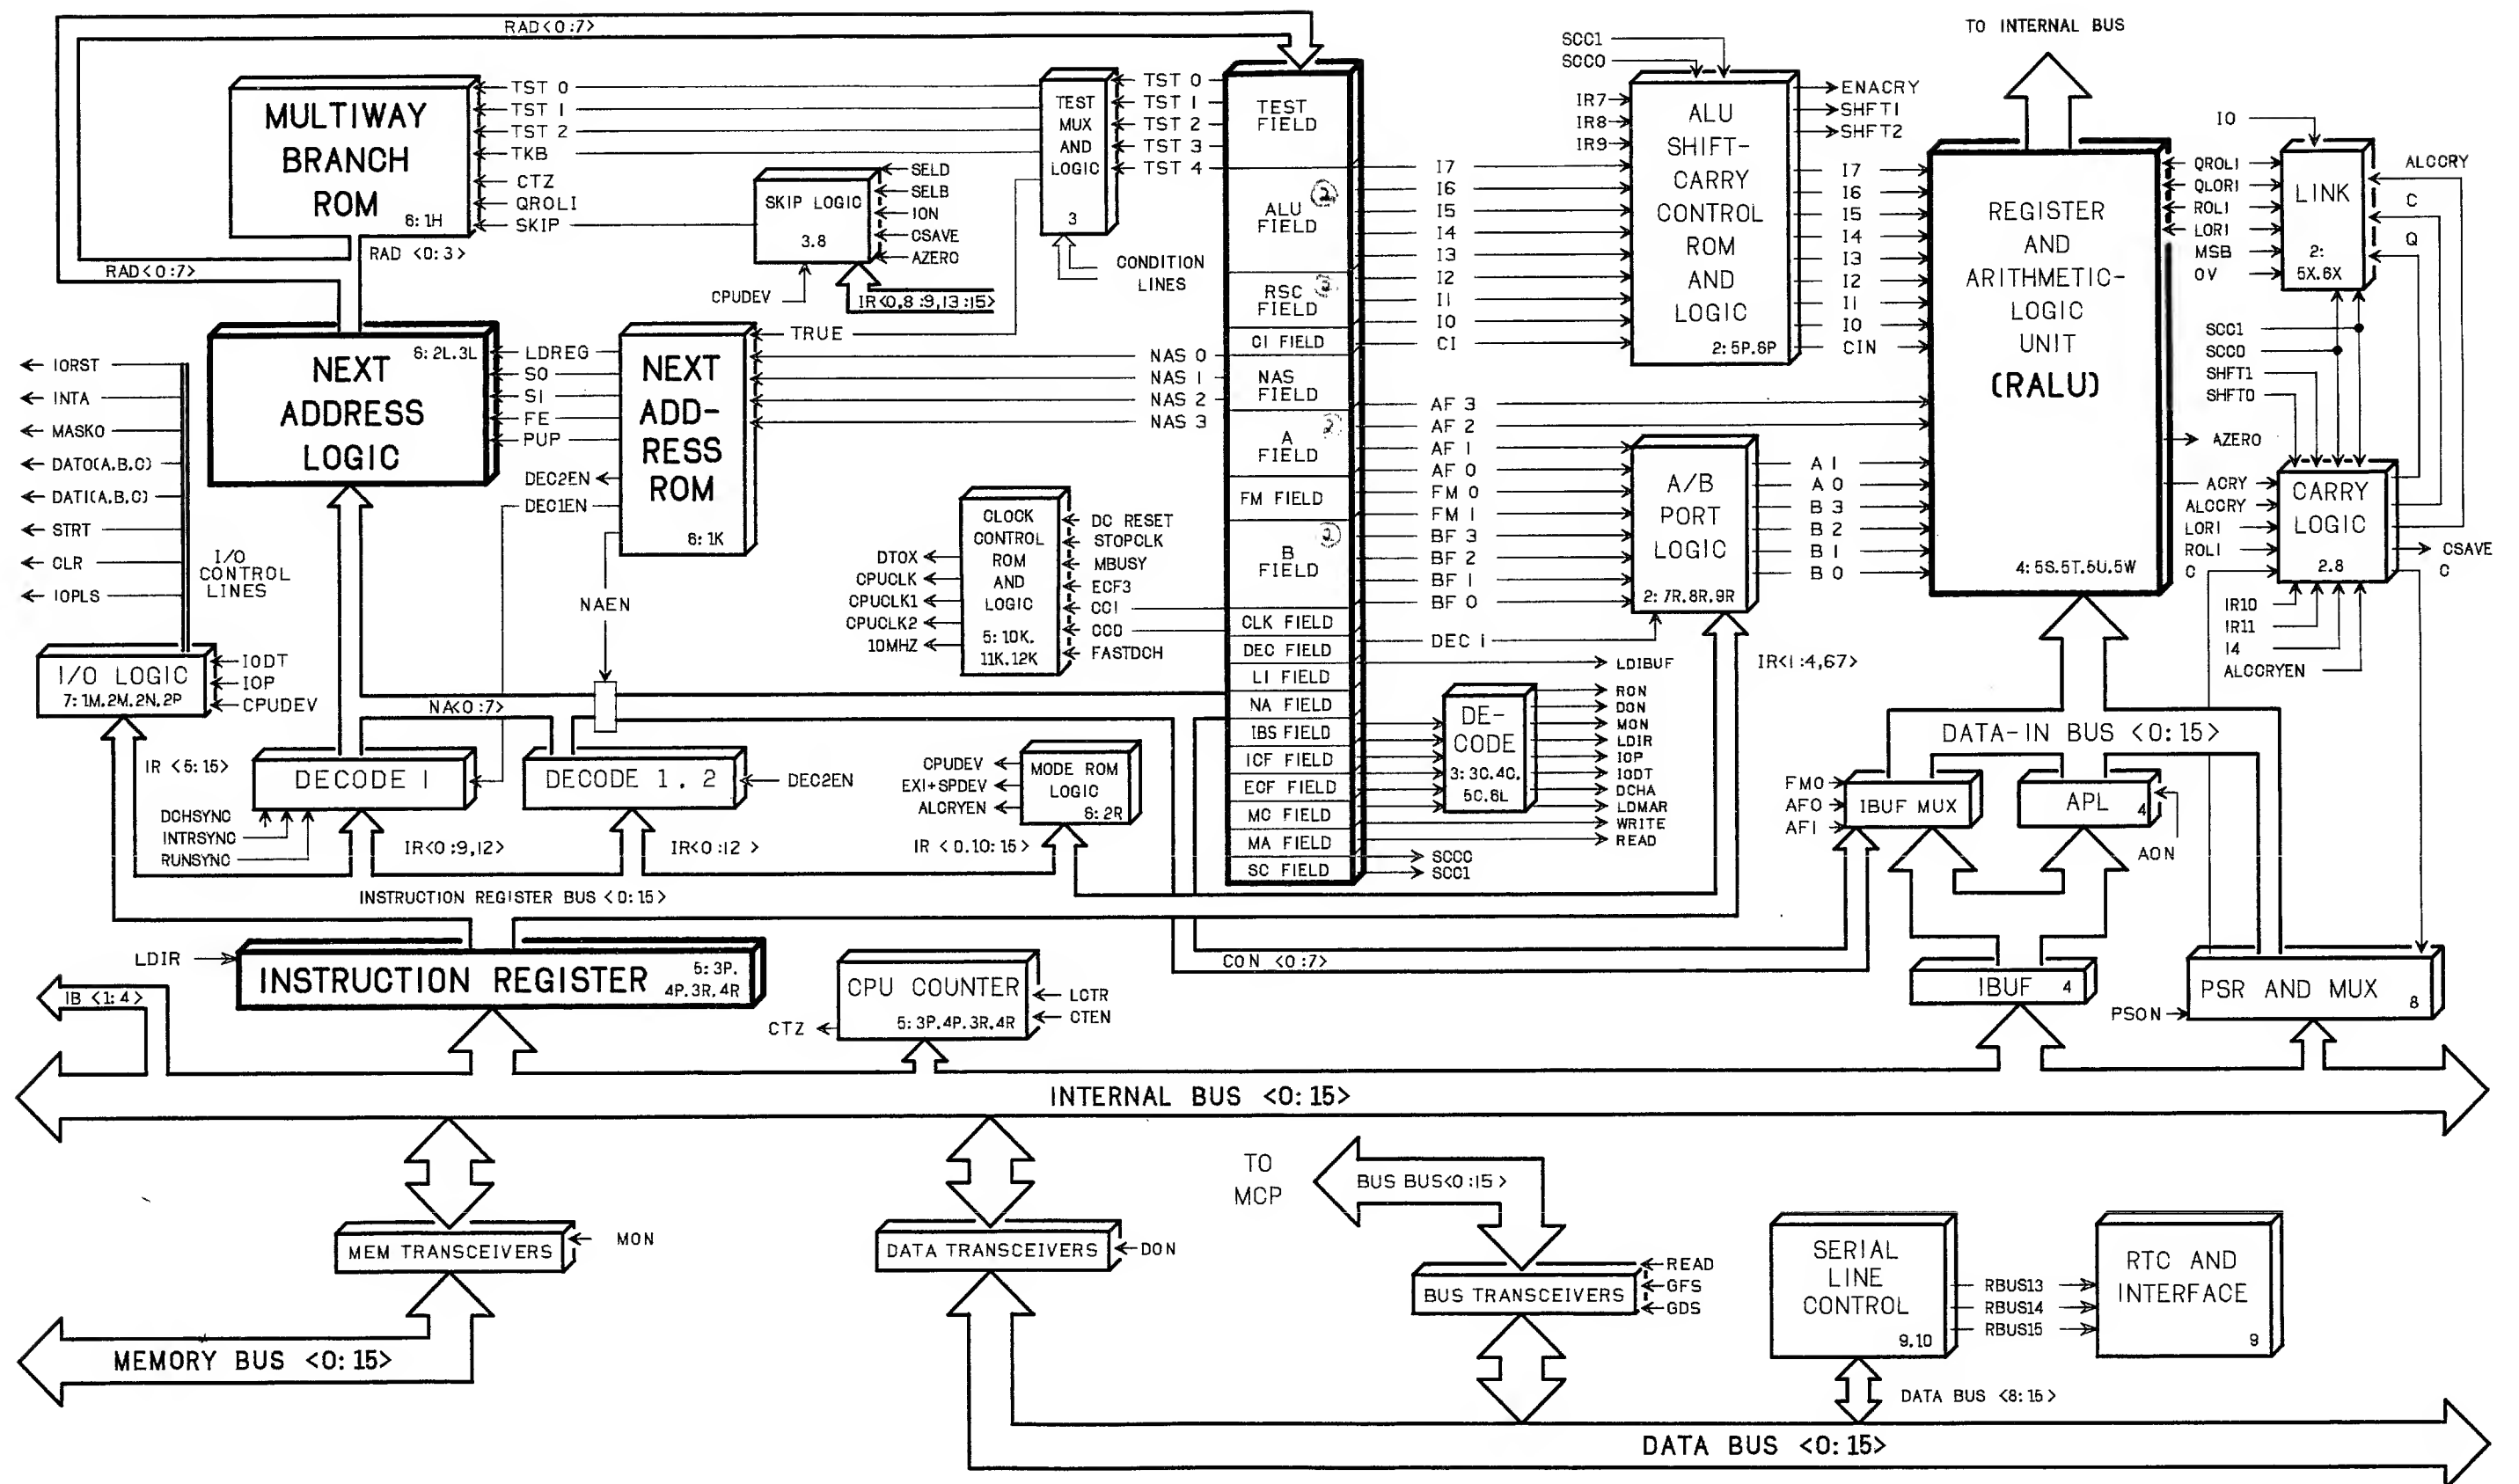 RAD<0:7>
MULTIWAY
BRANCH
ROM
6:1H
TST 0
TST 1
TST 2
TKB
CTZ
QROLI
SKIP
RAD <0:3>
RAD<0:7>
SKIP LOGIC
3.8
SELD
SELB
ION
CSAVE
AZERO
CPUDEV
IR<0,8:9,13:15>
TEST
MUX
AND
LOGIC
3
CONDITION
LINES
TST 0
TST 1
TST 2
TST 3
TST 4
TEST
FIELD
ALU
FIELD
2
RSC
FIELD
CI FIELD
NAS
FIELD
A
FIELD
2
FM FIELD
B
FIELD
CLK FIELD
DEC FIELD
LI FIELD
NA FIELD
IBS FIELD
ICF FIELD
ECF FIELD
MC FIELD
MA FIELD
SC FIELD
IORST
INTA
MASKO
DATO(A.B.C)
DATI(A.B.C)
STRT
CLR
IOPLS
I/O
CONTROL
LINES
6:2L.3L
NEXT
ADDRESS
LOGIC
LDREG
SO
SI
FE
PUP
NEXT
ADD-
RESS
ROM
6:1K
TRUE
NAS 0
NAS 1
NAS 2
NAS 3
DEC2EN
DEC1EN
NAEN
CLOCK
CONTROL
ROM
AND
LOGIC
5:10K.
11K.12K
DTOX
CPUCLK
CPUCLK1
CPUCLK2
10MHZ
DC RESET
STOPCLK
MBUSY
ECF3
CC1
CC0
FASTDCH
I/O LOGIC
7:1M.2M.2N.2P
IODT
IOP
CPUDEV
NA<0:7>
IR <5:15>
DECODE 1
DCHSYNC
INTRSYNC
RUNSYNC
DECODE 1.2
DEC2EN
IR<0:9,12>
IR<0:12>
CPUDEV
EXI+SPDEV
ALCRYEN
MODE ROM
LOGIC
6:2R
IR <0.10:15>
INSTRUCTION REGISTER BUS <0:15>
LDIR
INSTRUCTION REGISTER
5:3P.
4P.3R.4R
CPU COUNTER
5:3P.4P.3R.4R
CTZ
LCTR
CTEN
IB <1:4>
SCC1
SCC0
IR7
IR8
IR9
I7
I6
I5
I4
I3
I2
I1
I0
CI
ALU
SHIFT-
CARRY
CONTROL
ROM
AND
LOGIC
2:5P.6P
ENACRY
SHFT1
SHFT2
I7
I6
I5
I4
I3
I2
I1
I0
CIN
AF 3
AF 2
AF 1
AF 0
FM 0
FM 1
BF 3
BF 2
BF 1
BF 0
DEC 1
A/B
PORT
LOGIC
2:7R.8R.9R
A 1
A 0
B 3
B 2
B 1
B 0
IR<1:4,67>
LDIBUF
DE-
CODE
3:3C.4C.
5C.6L
RON
DON
MON
LDIR
IOP
IODT
DCHA
LDMAR
WRITE
READ
SCC0
SCC1
CON <0:7>
TO INTERNAL BUS
REGISTER
AND
ARITHMETIC-
LOGIC
UNIT
(RALU)
4:5S.5T.5U.5W
IO
QROLI
QLORI
ROLI
LORI
MSB
OV
LINK
2:
5X.6X
ALCCRY
C
Q
SCC1
SCC0
SHFT1
SHFT0
AZERO
ACRY
ALCCRY
LORI
ROLI
C
CARRY
LOGIC
2.8
CSAVE
C
IR10
IR11
I4
ALCCRYEN
DATA-IN BUS <0:15>
FM0
AF0
AF1
IBUF MUX
APL
4
AON
IBUF
4
PSR AND MUX
8
PSON
INTERNAL BUS <0:15>
MEM TRANSCEIVERS
MON
MEMORY BUS <0:15>
DATA TRANSCEIVERS
DON
TO
MCP
BUS BUS<0:15>
BUS TRANSCEIVERS
READ
GFS
GDS
SERIAL
LINE
CONTROL
9.10
RBUS13
RBUS14
RBUS15
RTC AND
INTERFACE
9
DATA BUS <8:15>
DATA BUS <0:15>